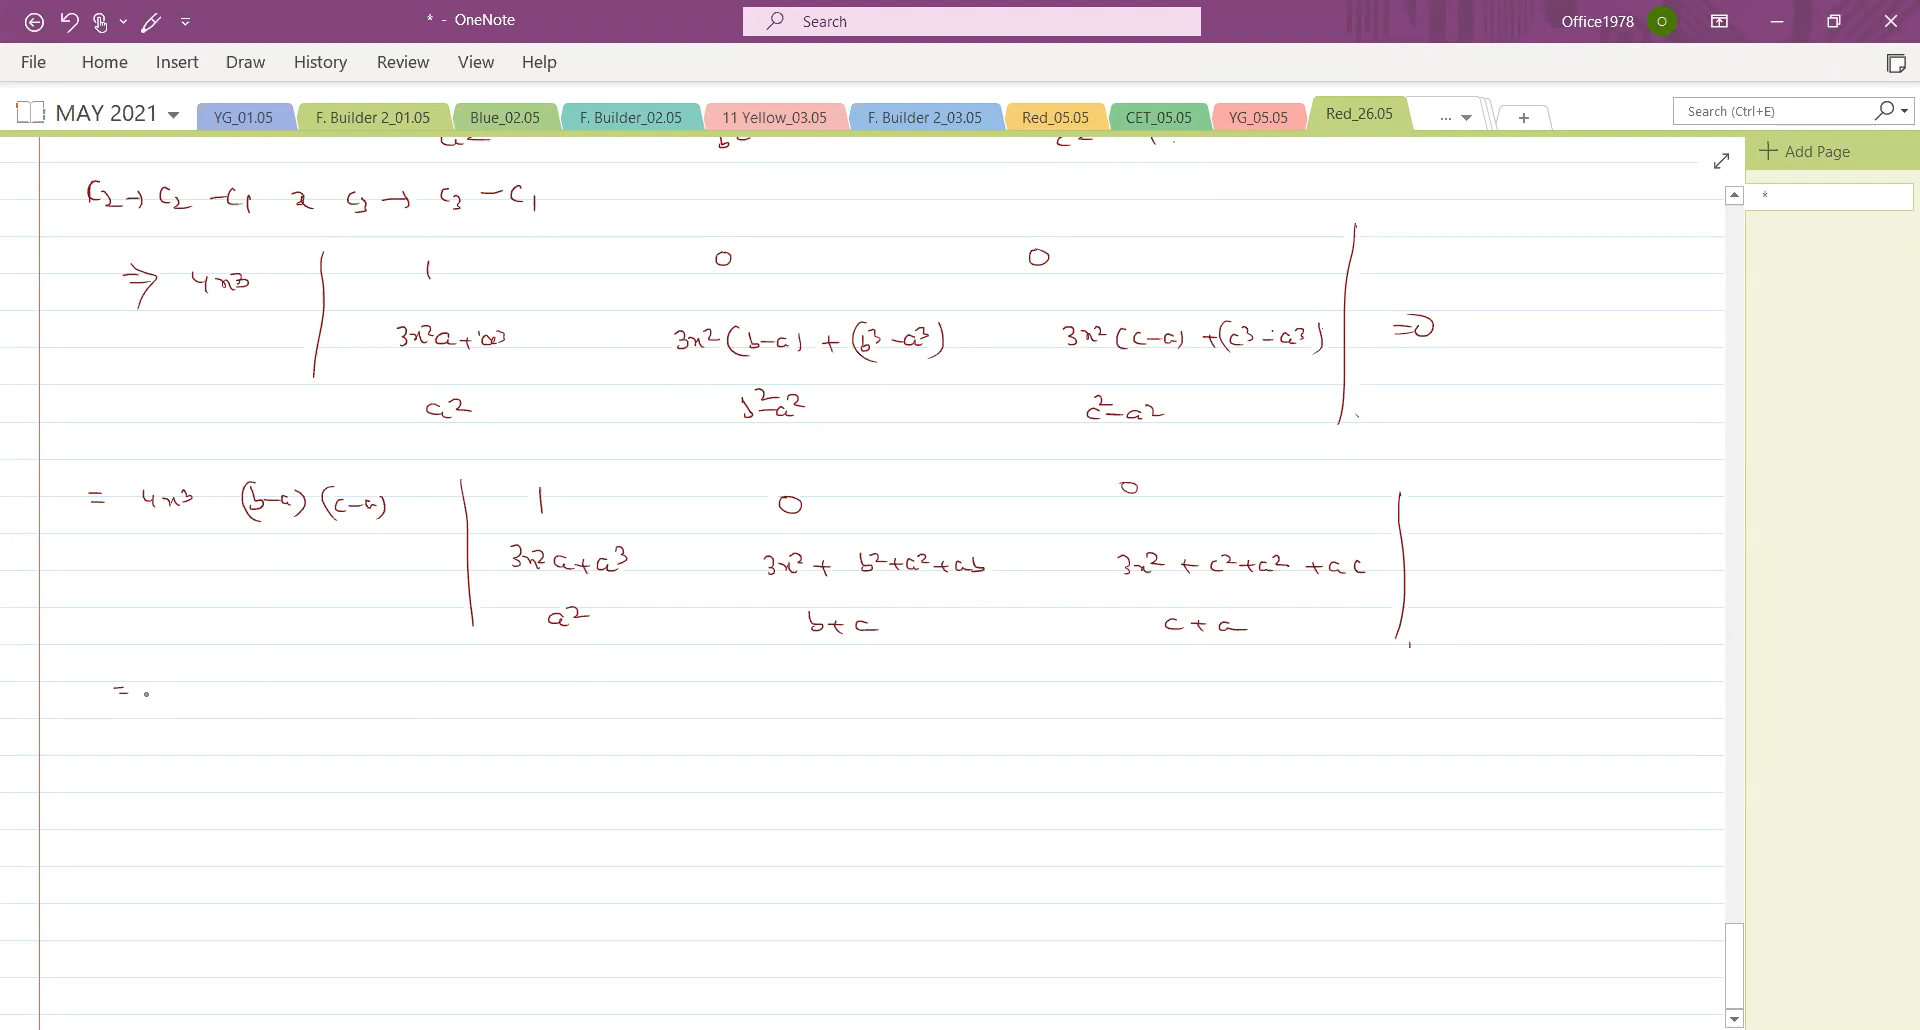 * - OneNote
Search
Office1978
O
File Home Insert Draw History Review View Help
MAY 2021
YG_01.05 F. Builder 2_01.05 Blue_02.05 F. Builder_02.05 11 Yellow_03.05 F. Builder 2_03.05 Red_05.05 CET_05.05 YG_05.05 Red_26.05 ... +
Search (Ctrl+E)
Add Page
*
C₂ → C₂ - C₁ & C₃ → C₃ - C₁
⇒ 4x³ | 1 0 0 |
3x²a + a³ 3x²(b-a) + (b³-a³) 3x²(c-a) + (c³-a³) = 0
a² b²-a² c²-a²
= 4x³ (b-a) (c-a) | 1 0 0 |
3x²a + a³ 3x² + b²+a²+ab 3x² + c²+a²+ac
a² b+c c+a
=